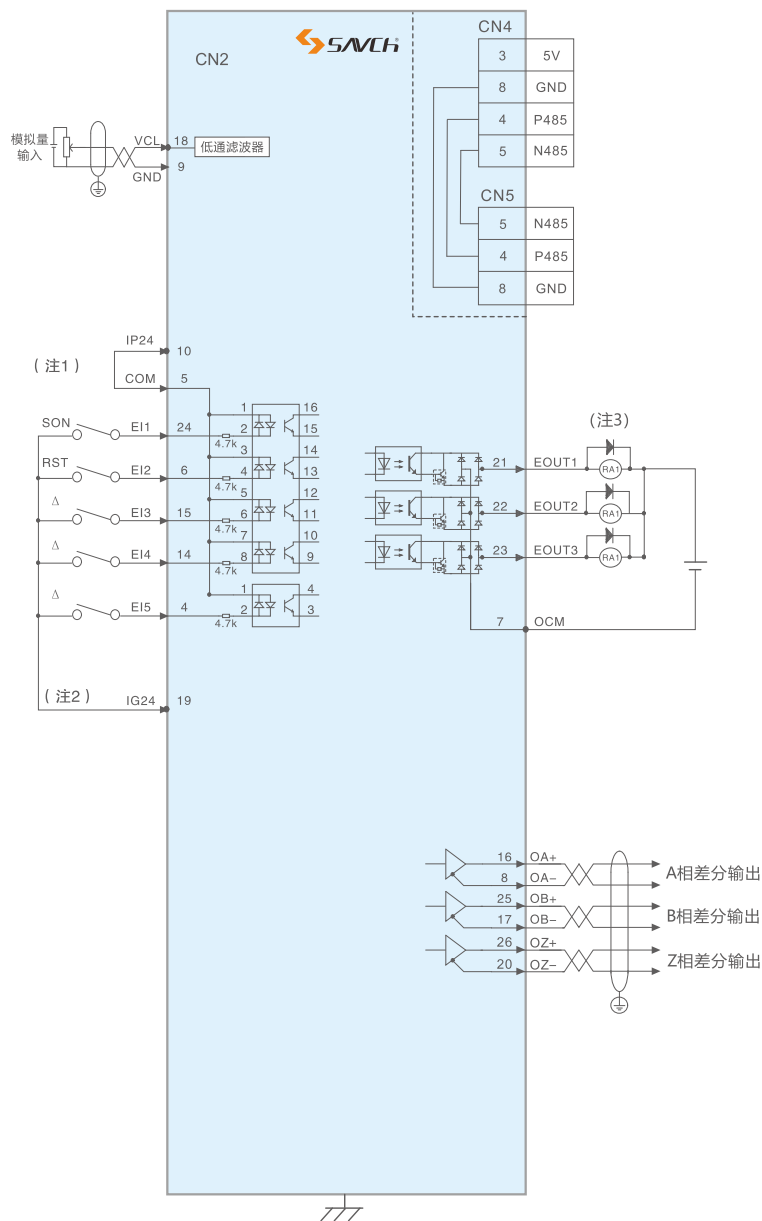 CN2
SAVCH®
CN4
3 5V
8 GND
4 P485
5 N485
CN5
5 N485
4 P485
8 GND
模拟量
输入
VCL 18 低通滤波器
GND 9
(注1)
IP24 10
COM 5
SON EI1 24 4.7k 1 2 16 15
RST EI2 6 4.7k 3 4 14 13
Δ EI3 15 4.7k 5 6 12 11
Δ EI4 14 4.7k 7 8 10 9
Δ EI5 4 4.7k 1 2 4 3
(注2) IG24 19
(注3)
21 EOUT1 RA1
22 EOUT2 RA1
23 EOUT3 RA1
7 OCM
16 OA+
8 OA−
A相差分输出
25 OB+
17 OB−
B相差分输出
26 OZ+
20 OZ−
Z相差分输出